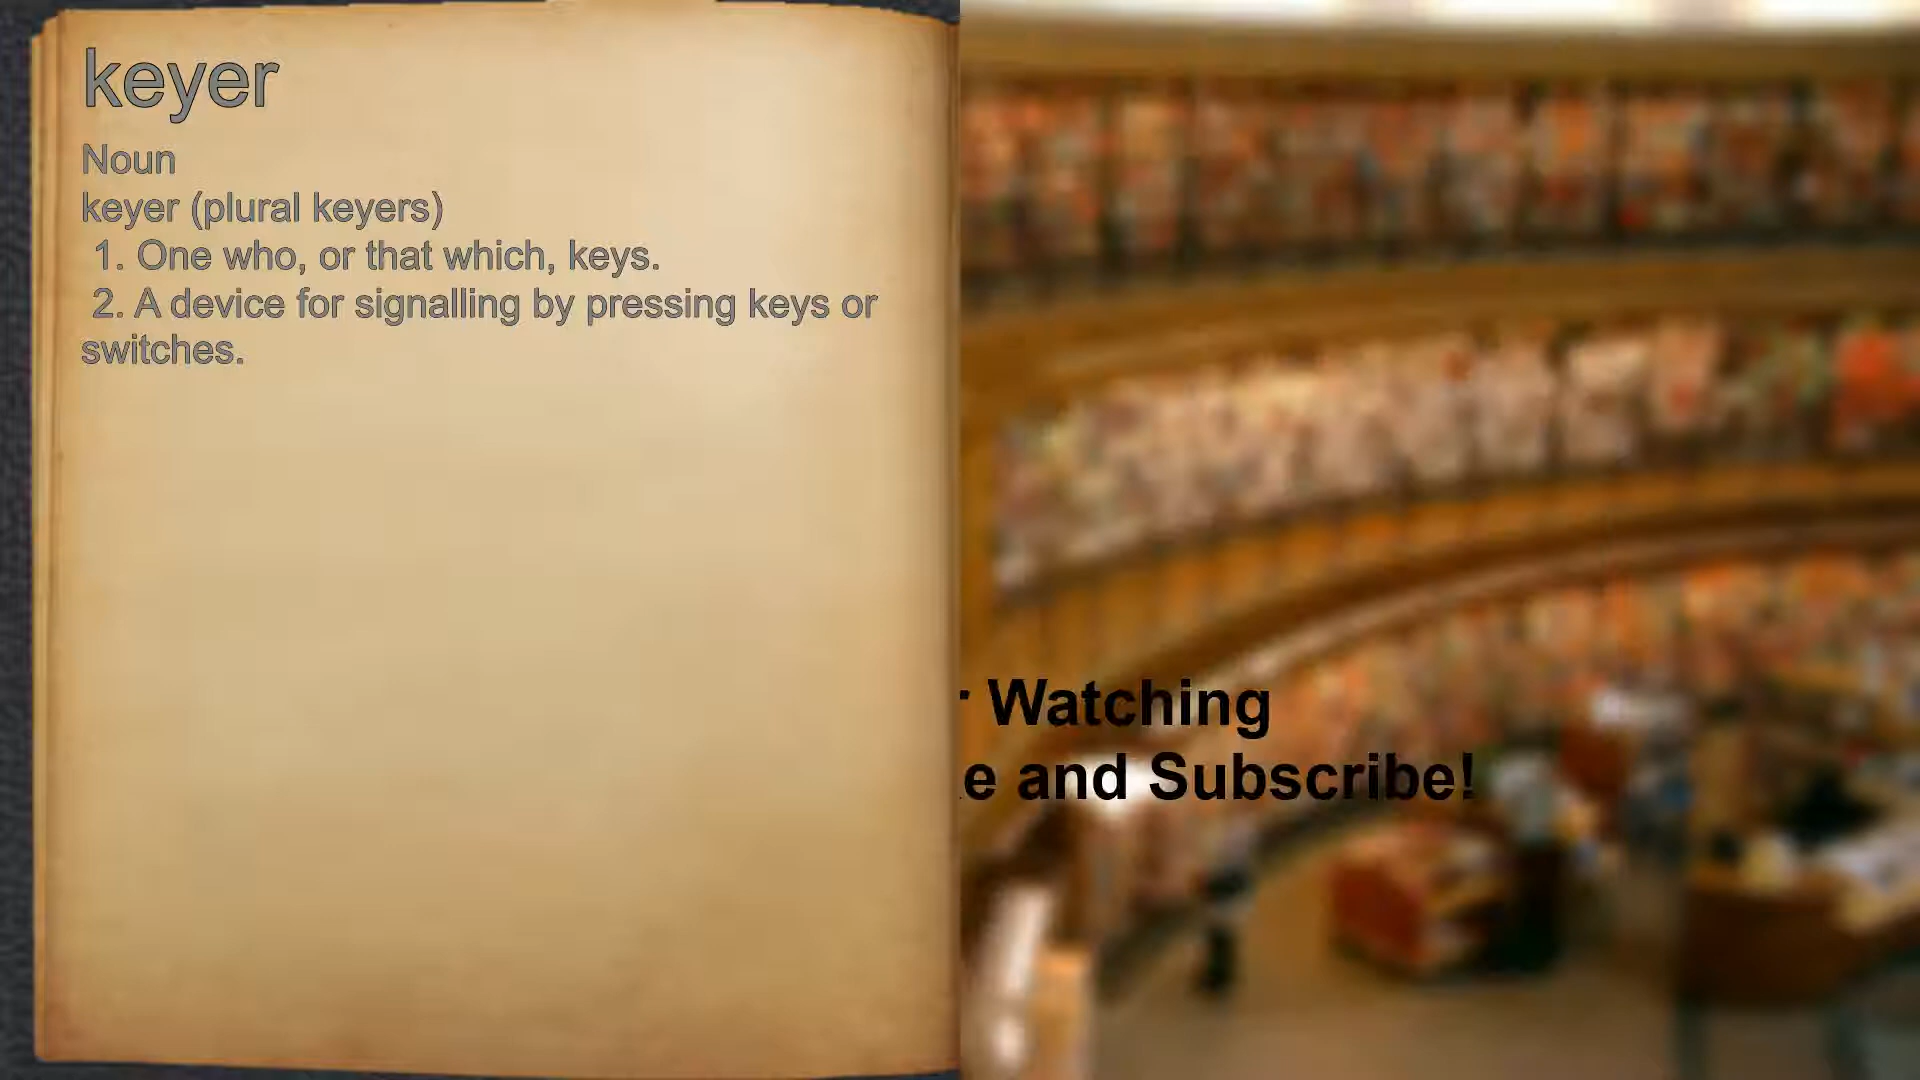 keyer
Noun
keyer (plural keyers)
1. One who, or that which, keys.
2. A device for signalling by pressing keys or
switches.
Watching
and Subscribe!